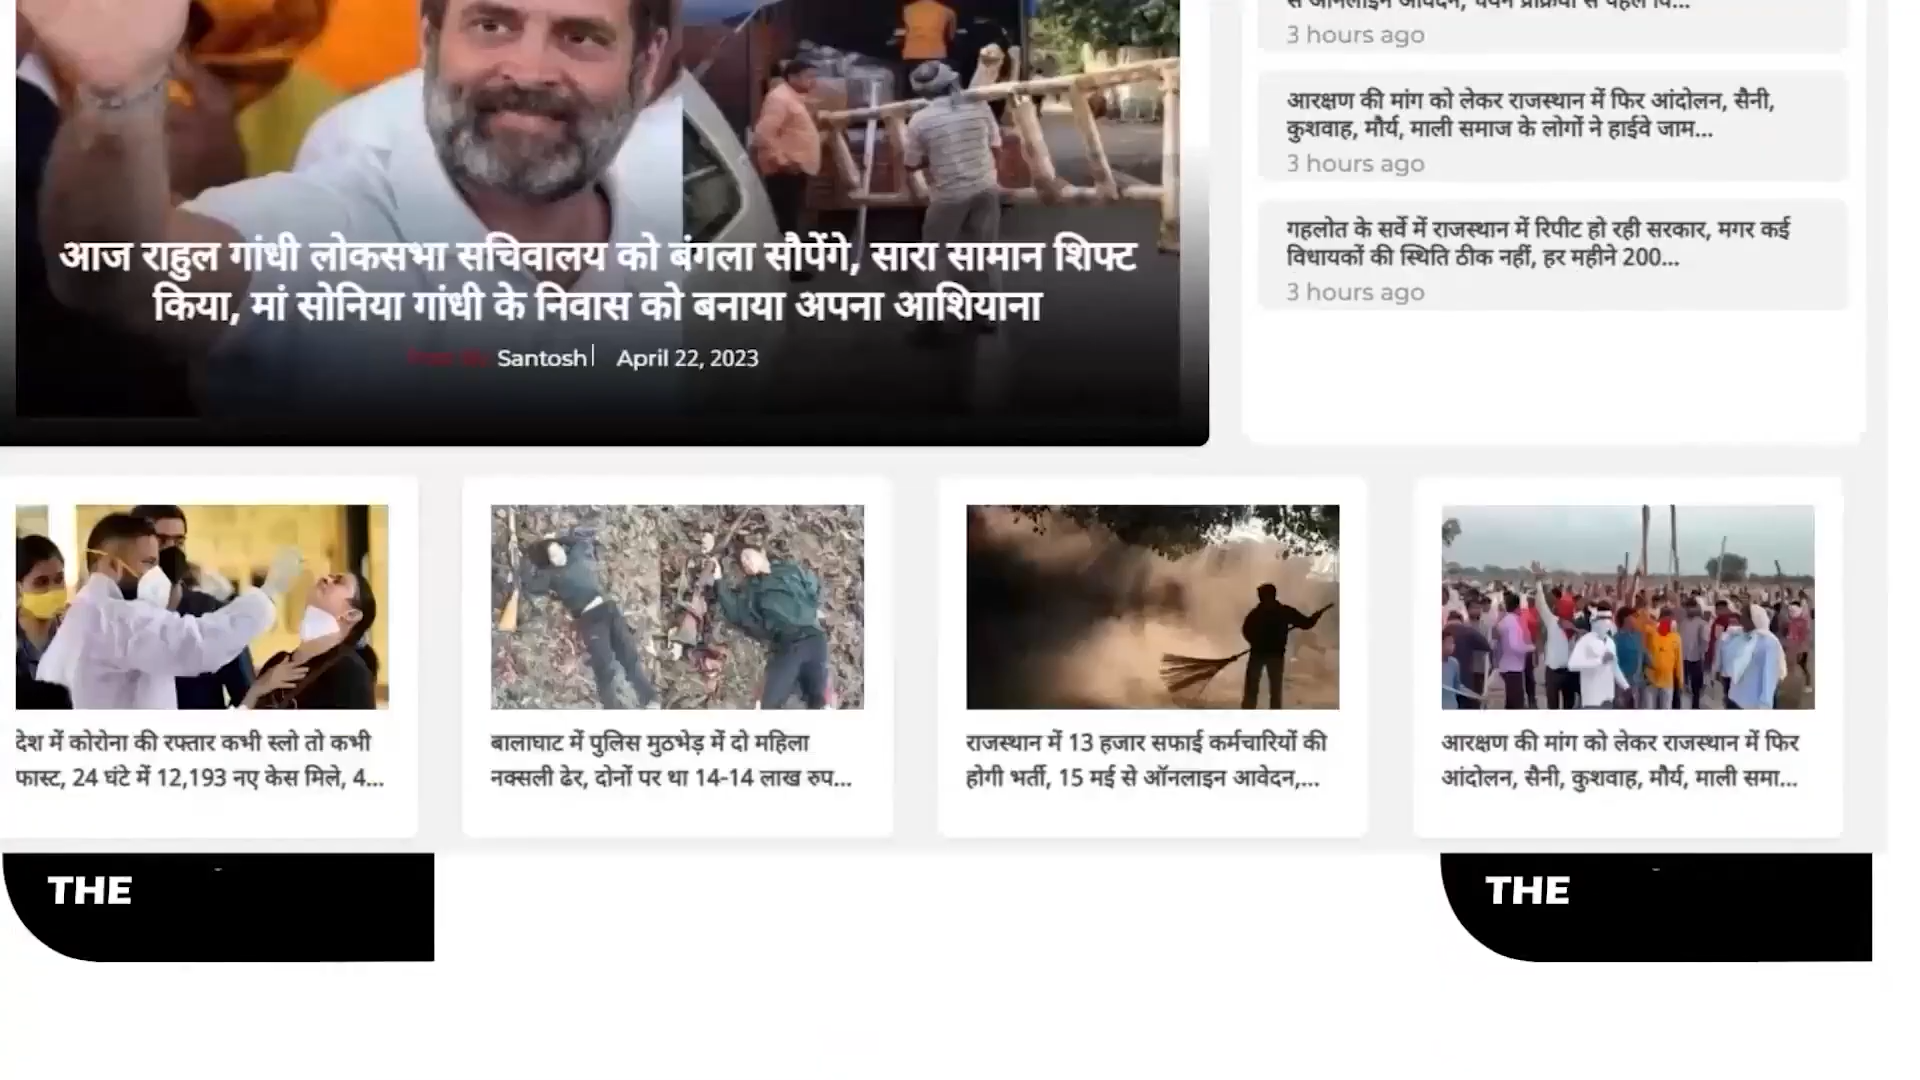 3 hours ago
आरक्षण की मांग को लेकर राजस्थान में फिर आंदोलन, सैनी,
कुशवाह, मौर्य, माली समाज के लोगों ने हाईवे जाम...
3 hours ago
गहलोत के सर्वे में राजस्थान में रिपीट हो रही सरकार, मगर कई
विधायकों की स्थिति ठीक नहीं, हर महीने 200...
3 hours ago
आज राहुल गांधी लोकसभा सचिवालय को बंगला सौपेंगे, सारा सामान शिफ्ट
किया, मां सोनिया गांधी के निवास को बनाया अपना आशियाना
Santosh | April 22, 2023
देश में कोरोना की रफ्तार कभी स्लो तो कभी
फास्ट, 24 घंटे में 12,193 नए केस मिले, 4...
बालाघाट में पुलिस मुठभेड़ में दो महिला
नक्सली ढेर, दोनों पर था 14-14 लाख रुप...
राजस्थान में 13 हजार सफाई कर्मचारियों की
होगी भर्ती, 15 मई से ऑनलाइन आवेदन,...
आरक्षण की मांग को लेकर राजस्थान में फिर
आंदोलन, सैनी, कुशवाह, मौर्य, माली समा...
THE
THE